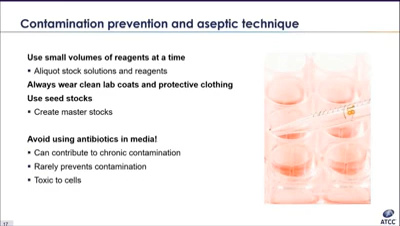 Contamination prevention and aseptic technique
Use small volumes of reagents at a time
▪ Aliquot stock solutions and reagents
Always wear clean lab coats and protective clothing
Use seed stocks
▪ Create master stocks
Avoid using antibiotics in media!
▪ Can contribute to chronic contamination
▪ Rarely prevents contamination
▪ Toxic to cells
17
ATCC